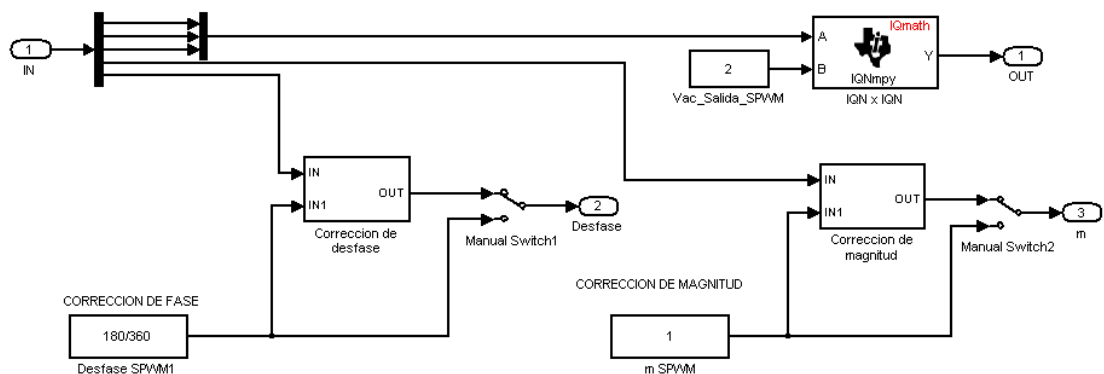 1
IN
2
Vac_Salida_SPWM
A
B
IQmath
IQNmpy
Y
IQN x IQN
1
OUT
IN
IN1
OUT
Correccion de
desfase
Manual Switch1
2
Desfase
IN
IN1
OUT
Correccion de
magnitud
Manual Switch2
3
m
CORRECCION DE FASE
180/360
Desfase SPWM1
CORRECCION DE MAGNITUD
1
m SPWM